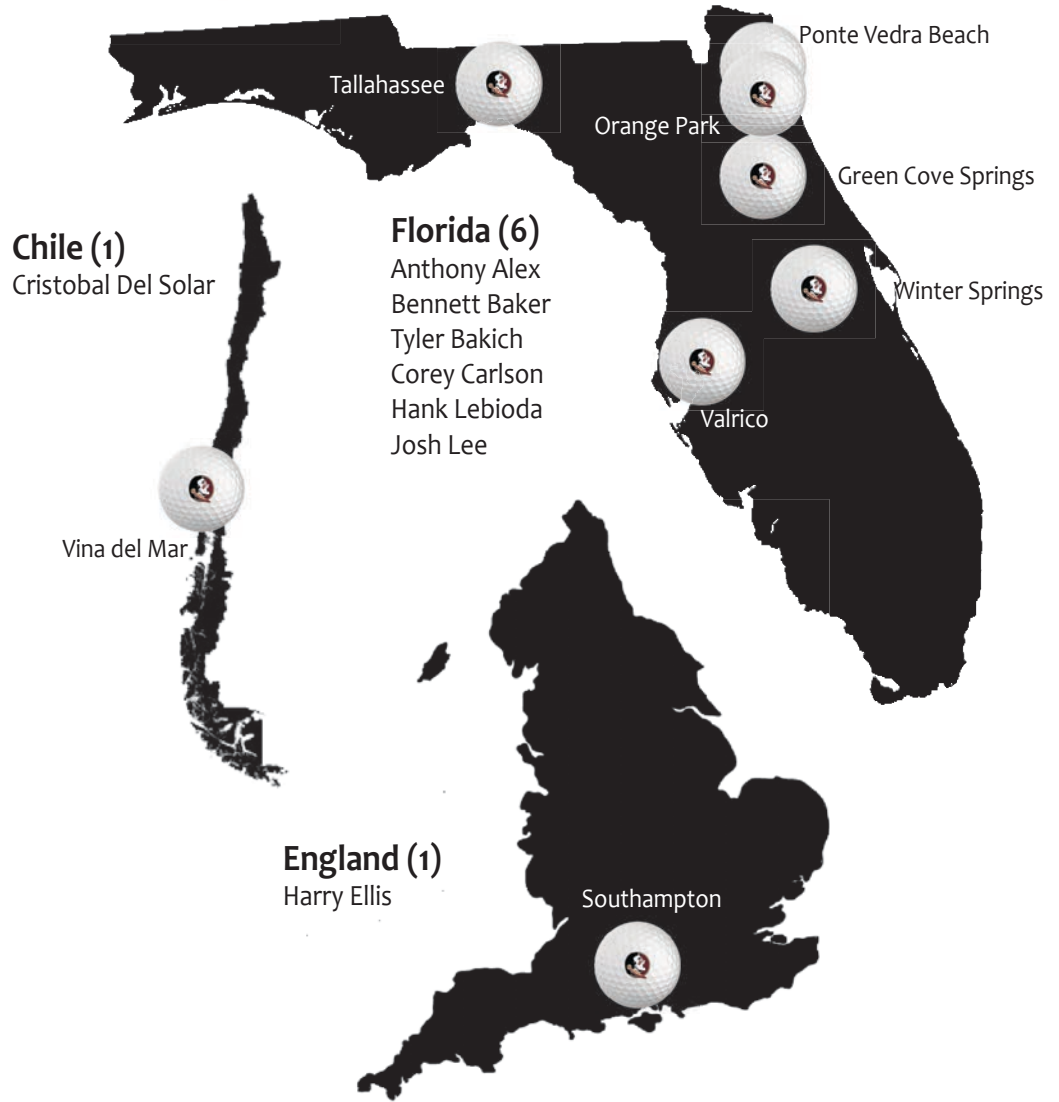 Ponte Vedra Beach
Tallahassee
Orange Park
Green Cove Springs
Chile (1)
Cristobal Del Solar
Florida (6)
Anthony Alex
Bennett Baker
Tyler Bakich
Corey Carlson
Hank Lebioda
Josh Lee
Winter Springs
Valrico
Vina del Mar
England (1)
Harry Ellis
Southampton